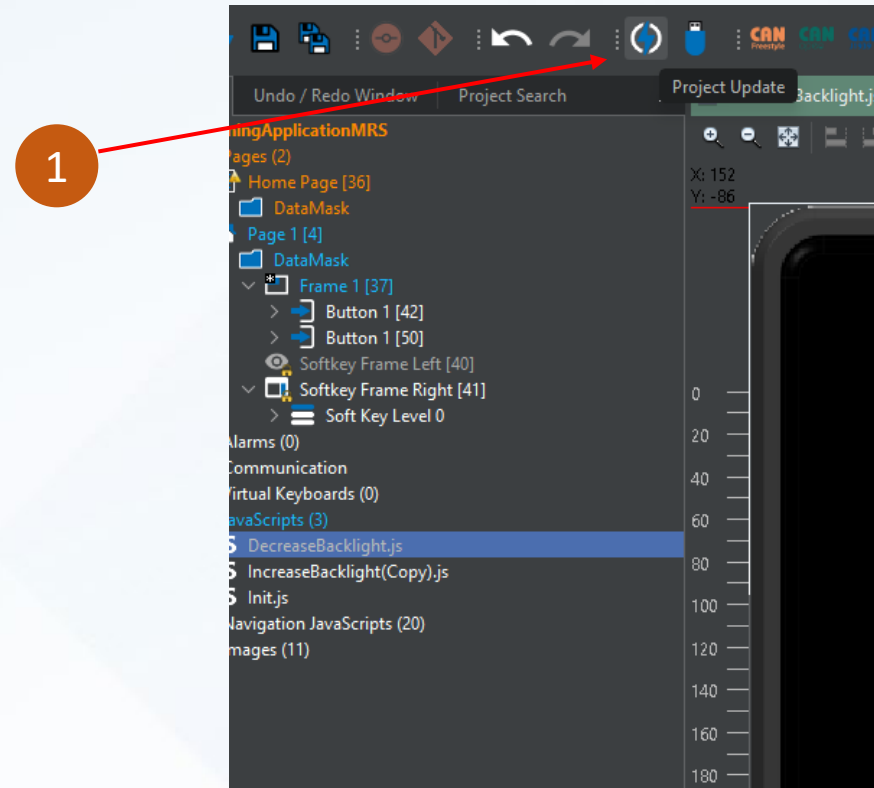 CAN
Freestyle
CAN
Project Update
Undo / Redo Window
Project Search
Backlight.js
1
ningApplicationMRS
Pages (2)
Home Page [36]
DataMask
Page 1 [4]
DataMask
Frame 1 [37]
Button 1 [42]
Button 1 [50]
Softkey Frame Left [40]
Softkey Frame Right [41]
Soft Key Level 0
Alarms (0)
Communication
Virtual Keyboards (0)
JavaScripts (3)
DecreaseBacklight.js
IncreaseBacklight(Copy).js
Init.js
Navigation JavaScripts (20)
Images (11)
X: 152
Y: -86
0
20
40
60
80
100
120
140
160
180